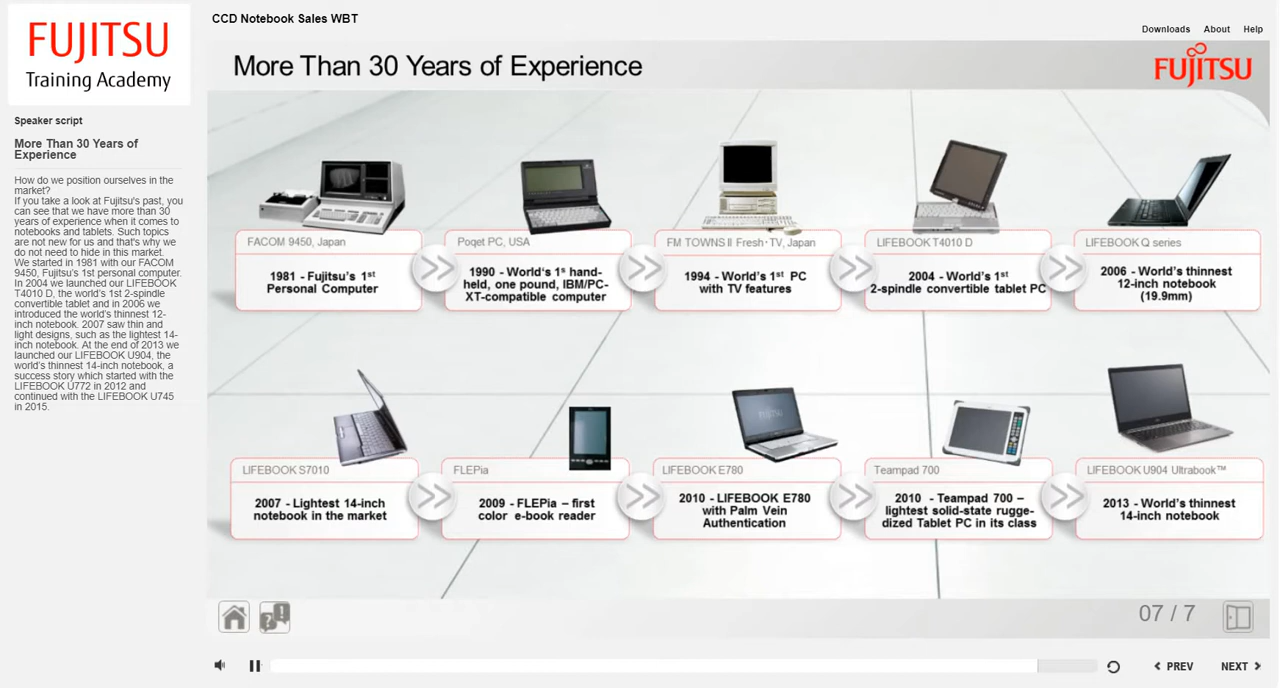 FUJITSU
Training Academy
CCD Notebook Sales WBT
Downloads About Help
More Than 30 Years of Experience
FUJITSU
Speaker script
More Than 30 Years of
Experience
How do we position ourselves in the
market?
If you take a look at Fujitsu's past, you
can see that we have more than 30
years of experience when it comes to
notebooks and tablets. Such topics
are not new for us and that's why we
do not need to hide in this market.
We started in 1981 with our FACOM
9450, Fujitsu's 1st personal computer.
In 2004 we launched our LIFEBOOK
T4010 D, the world's 1st 2-spindle
convertible tablet and in 2006 we
introduced the world's thinnest 12-
inch notebook. 2007 saw thin and
light designs, such as the lightest 14-
inch notebook. At the end of 2013 we
launched our LIFEBOOK U904, the
world's thinnest 14-inch notebook, a
success story which started with the
LIFEBOOK U772 in 2012 and
continued with the LIFEBOOK U745
in 2015.
FACOM 9450, Japan
1981 - Fujitsu's 1st
Personal Computer
Poqet PC, USA
1990 - World's 1st hand-
held, one pound, IBM/PC-
XT-compatible computer
FM TOWNS II Fresh・TV, Japan
1994 - World's 1st PC
with TV features
LIFEBOOK T4010 D
2004 - World's 1st
2-spindle convertible tablet PC
LIFEBOOK Q series
2006 - World's thinnest
12-inch notebook
(19.9mm)
LIFEBOOK S7010
2007 - Lightest 14-inch
notebook in the market
FLEPia
2009 - FLEPia – first
color e-book reader
FUJITSU
LIFEBOOK E780
2010 - LIFEBOOK E780
with Palm Vein
Authentication
Teampad 700
2010 - Teampad 700 –
lightest solid-state rugge-
dized Tablet PC in its class
LIFEBOOK U904 Ultrabook™
2013 - World's thinnest
14-inch notebook
07 / 7
PREV NEXT